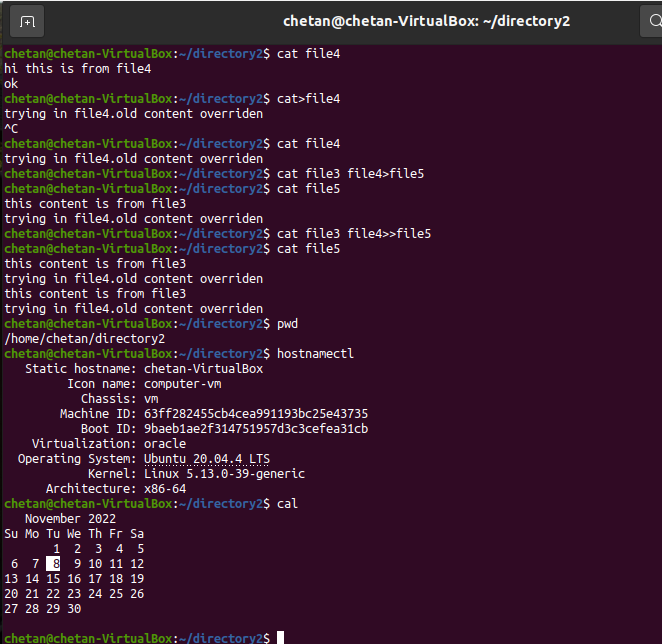 chetan@chetan-VirtualBox: ~/directory2
chetan@chetan-VirtualBox:~/directory2$ cat file4
hi this is from file4
ok
chetan@chetan-VirtualBox:~/directory2$ cat>file4
trying in file4.old content overriden
^C
chetan@chetan-VirtualBox:~/directory2$ cat file4
trying in file4.old content overriden
chetan@chetan-VirtualBox:~/directory2$ cat file3 file4>file5
chetan@chetan-VirtualBox:~/directory2$ cat file5
this content is from file3
trying in file4.old content overriden
chetan@chetan-VirtualBox:~/directory2$ cat file3 file4>>file5
chetan@chetan-VirtualBox:~/directory2$ cat file5
this content is from file3
trying in file4.old content overriden
this content is from file3
trying in file4.old content overriden
chetan@chetan-VirtualBox:~/directory2$ pwd
/home/chetan/directory2
chetan@chetan-VirtualBox:~/directory2$ hostnamectl
   Static hostname: chetan-VirtualBox
         Icon name: computer-vm
           Chassis: vm
        Machine ID: 63ff282455cb4cea991193bc25e43735
           Boot ID: 9baeb1ae2f314751957d3c3cefea31cb
    Virtualization: oracle
  Operating System: Ubuntu 20.04.4 LTS
            Kernel: Linux 5.13.0-39-generic
      Architecture: x86-64
chetan@chetan-VirtualBox:~/directory2$ cal
   November 2022
Su Mo Tu We Th Fr Sa
       1  2  3  4  5
 6  7  8  9 10 11 12
13 14 15 16 17 18 19
20 21 22 23 24 25 26
27 28 29 30
chetan@chetan-VirtualBox:~/directory2$